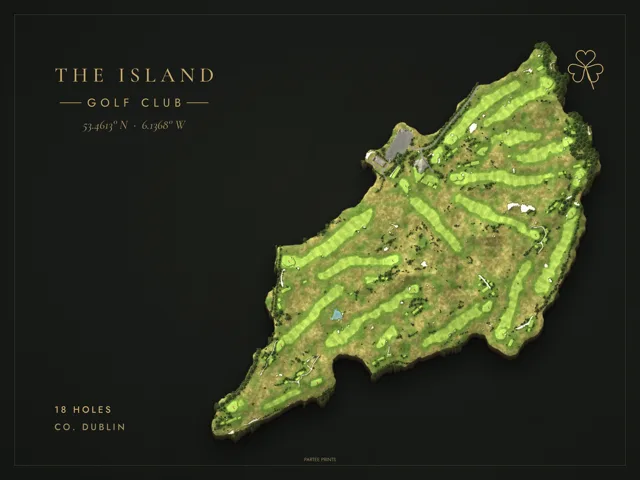 THE ISLAND
GOLF CLUB
53.4613° N · 6.1368° W
18 HOLES
CO. DUBLIN
PARTEE PRINTS